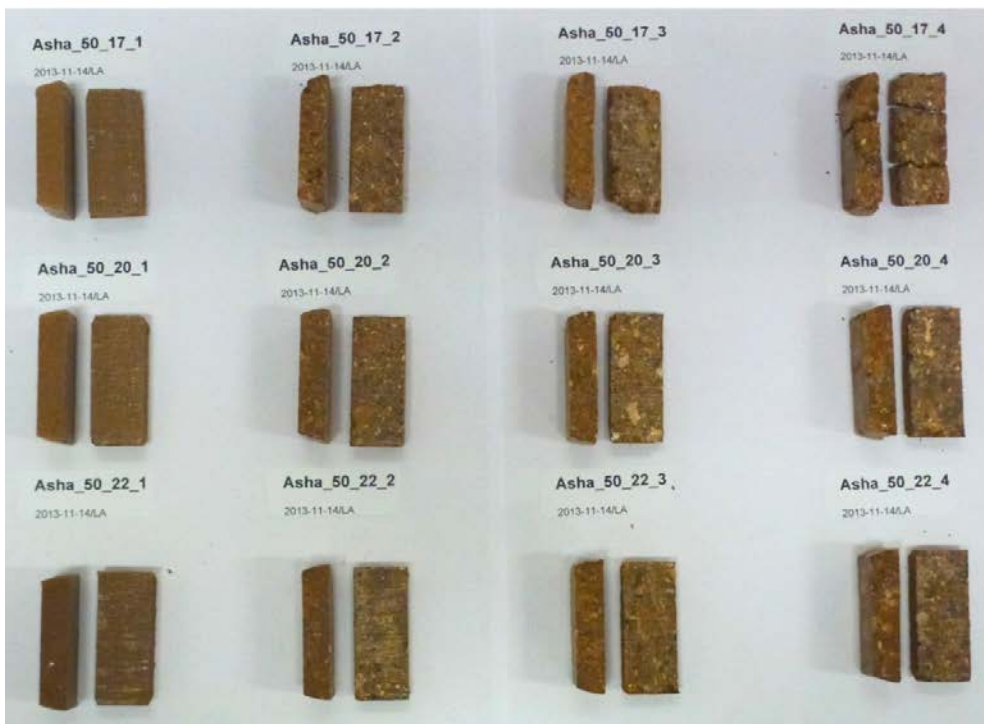 Asha_50_17_1
2013-11-14/LA
Asha_50_17_2
2013-11-14/LA
Asha_50_17_3
2013-11-14/LA
Asha_50_17_4
2013-11-14/LA
Asha_50_20_1
2013-11-14/LA
Asha_50_20_2
2013-11-14/LA
Asha_50_20_3
2013-11-14/LA
Asha_50_20_4
2013-11-14/LA
Asha_50_22_1
2013-11-14/LA
Asha_50_22_2
2013-11-14/LA
Asha_50_22_3
2013-11-14/LA
Asha_50_22_4
2013-11-14/LA